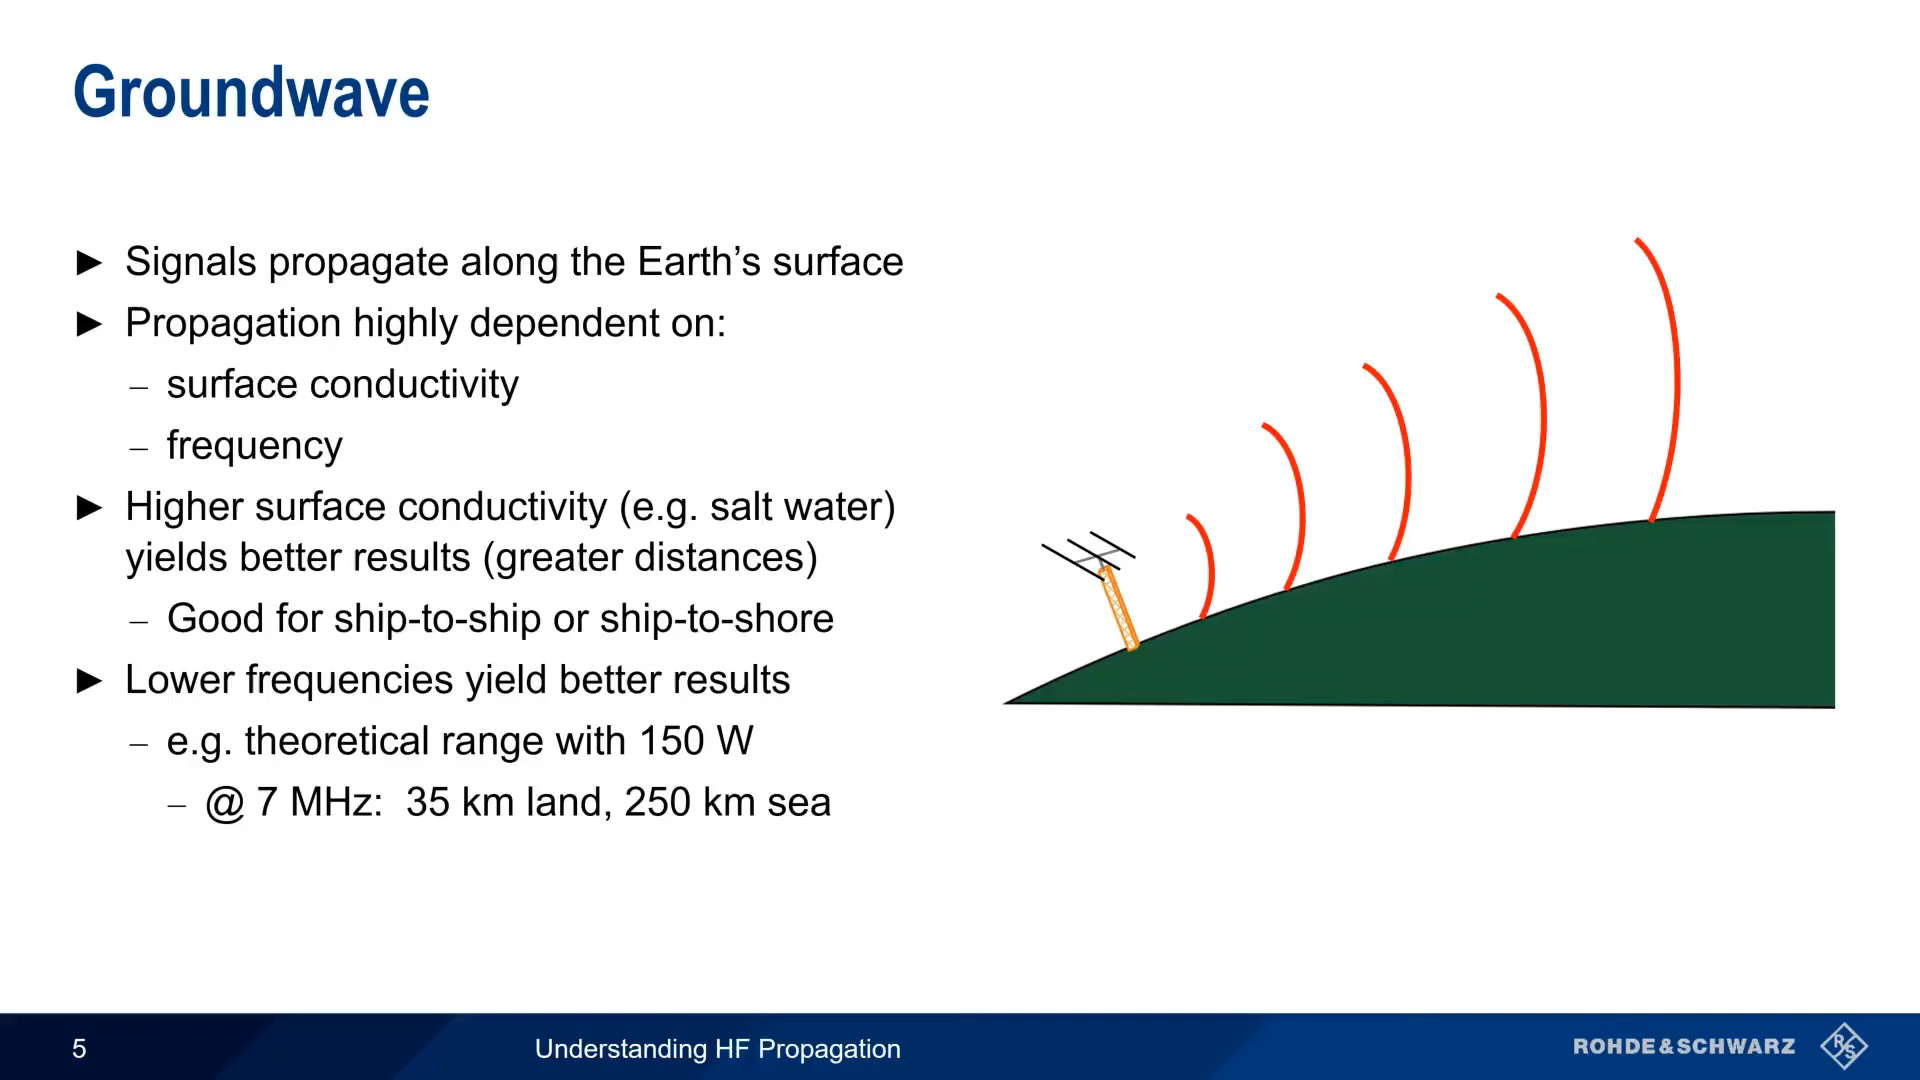 Groundwave
► Signals propagate along the Earth’s surface
► Propagation highly dependent on:
– surface conductivity
– frequency
► Higher surface conductivity (e.g. salt water)
yields better results (greater distances)
– Good for ship-to-ship or ship-to-shore
► Lower frequencies yield better results
– e.g. theoretical range with 150 W
– @ 7 MHz:  35 km land, 250 km sea
5
Understanding HF Propagation
ROHDE&SCHWARZ
R S